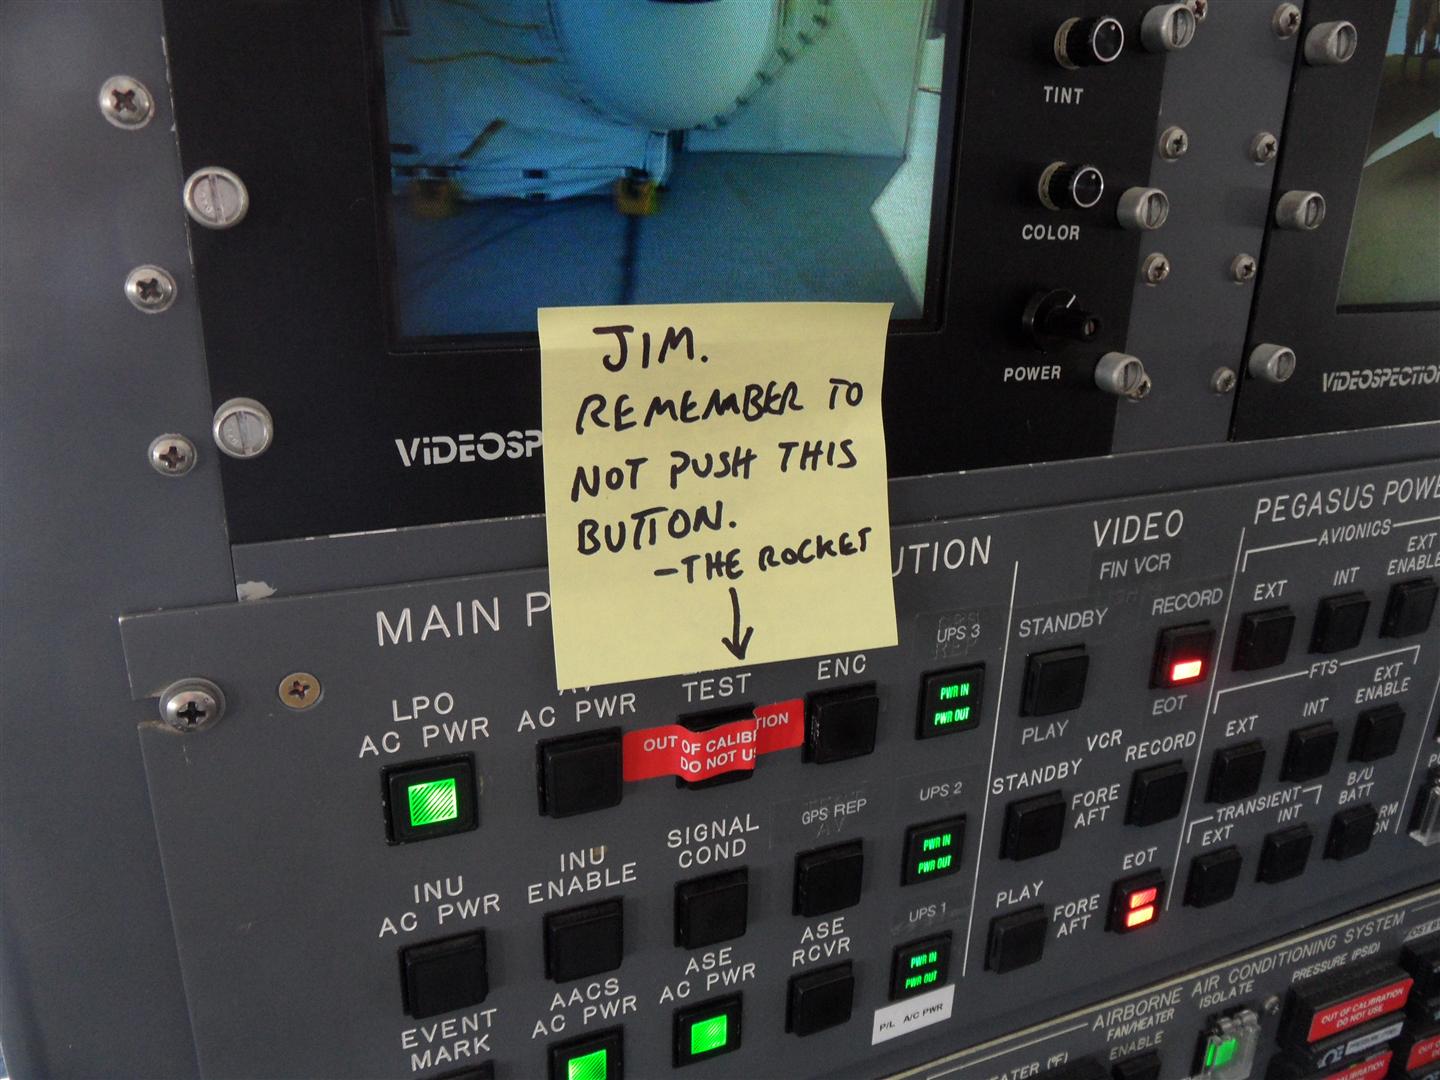 TINT
COLOR
POWER
VIDEOSP
VIDEOSPECTION
JIM.
REMEMBER TO
NOT PUSH THIS
BUTTON.
-THE ROCKET
MAIN P
UTION
LPO
AC PWR
AC PWR
TEST
OUT OF CALIB TION
DO NOT U
ENC
UPS 3
PWR IN
PWR OUT
INU
AC PWR
INU
ENABLE
SIGNAL
COND
GPS REP
UPS 2
PWR IN
PWR OUT
EVENT
MARK
AACS
AC PWR
ASE
AC PWR
ASE
RCVR
UPS 1
PWR IN
PWR OUT
P/L A/C PWR
VIDEO
FIN VCR
STANDBY
RECORD
PLAY
EOT
VCR
STANDBY
RECORD
FORE
AFT
PLAY
FORE
AFT
EOT
PEGASUS POWE
AVIONICS
EXT
INT
EXT
ENABLE
FTS
EXT
INT
EXT
ENABLE
TRANSIENT
EXT
INT
B/U
BATT
AIRBORNE AIR CONDITIONING SYSTEM
FAN/HEATER
ENABLE
ISOLATE
PRESSURE (PSID)
OUT OF CALIBRATION
DO NOT USE
EATER (°F)